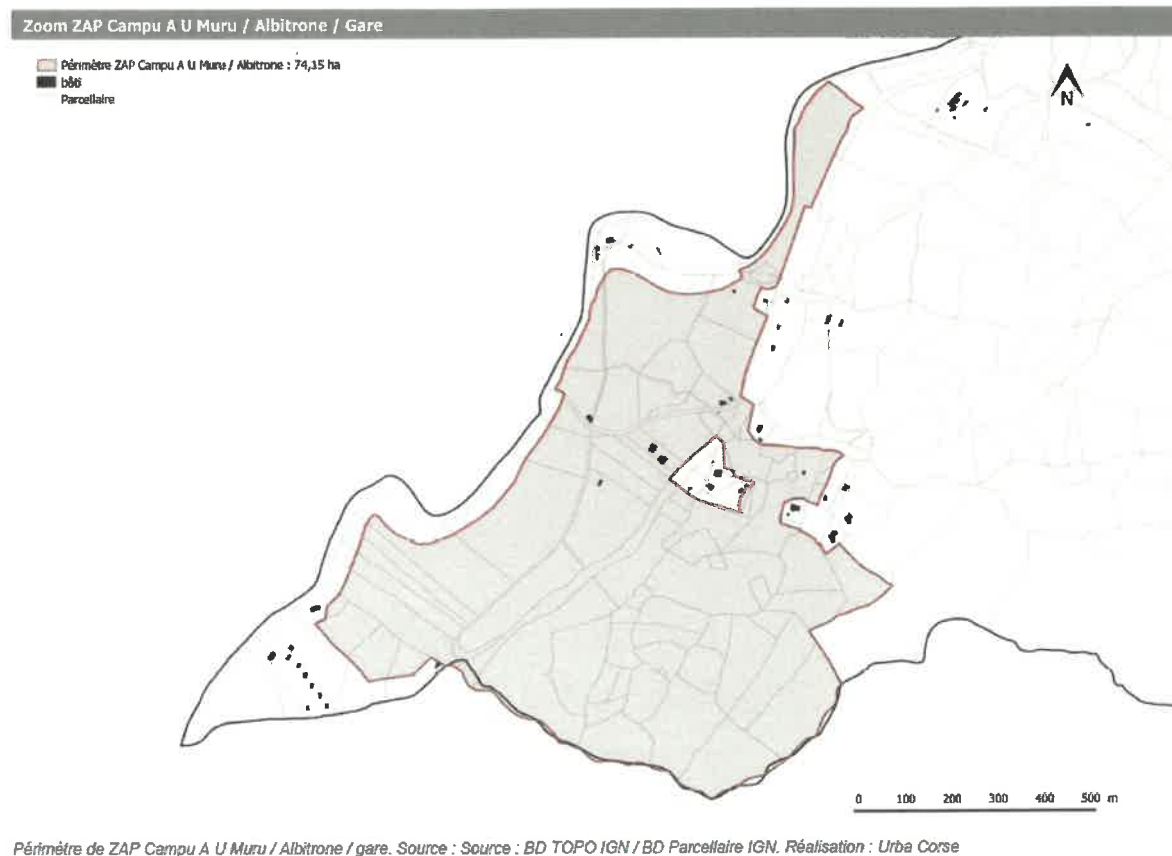 Zoom ZAP Campu A U Muru / Albitrone / Gare
Périmètre ZAP Campu A U Muru / Albitrone : 74,15 ha
bâti
Parcellaire
N
0 100 200 300 400 500 m
Périmètre de ZAP Campu A U Muru / Albitrone / gare. Source : Source : BD TOPO IGN / BD Parcellaire IGN. Réalisation : Urba Corse